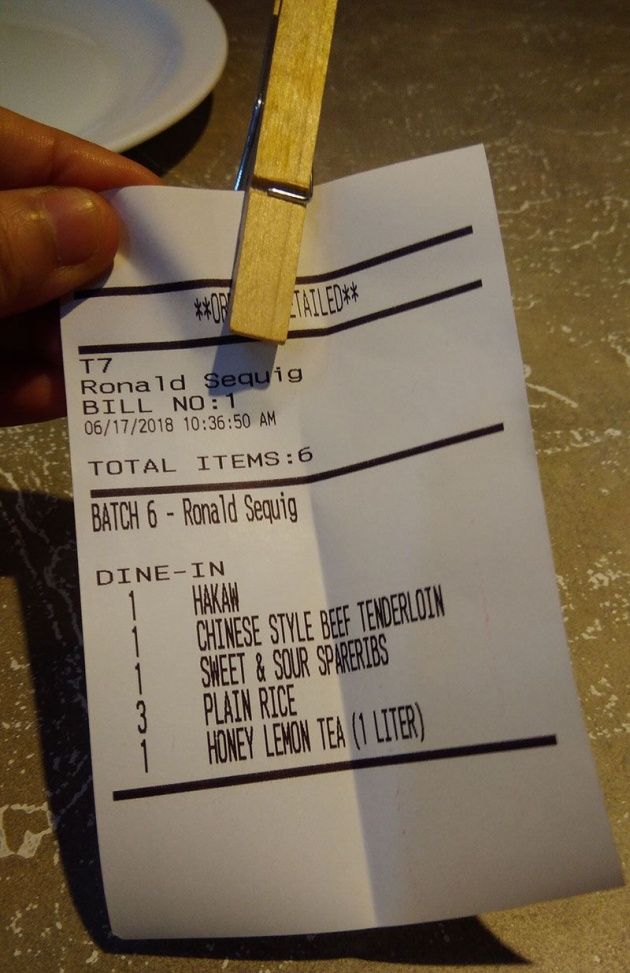 **OR ETAILED**
T7
Ronald Sequig
BILL NO:1
06/17/2018 10:36:50 AM
TOTAL ITEMS:6
BATCH 6 - Ronald Sequig
DINE-IN
1 HAKAW
1 CHINESE STYLE BEEF TENDERLOIN
1 SWEET & SOUR SPARERIBS
3 PLAIN RICE
1 HONEY LEMON TEA (1 LITER)